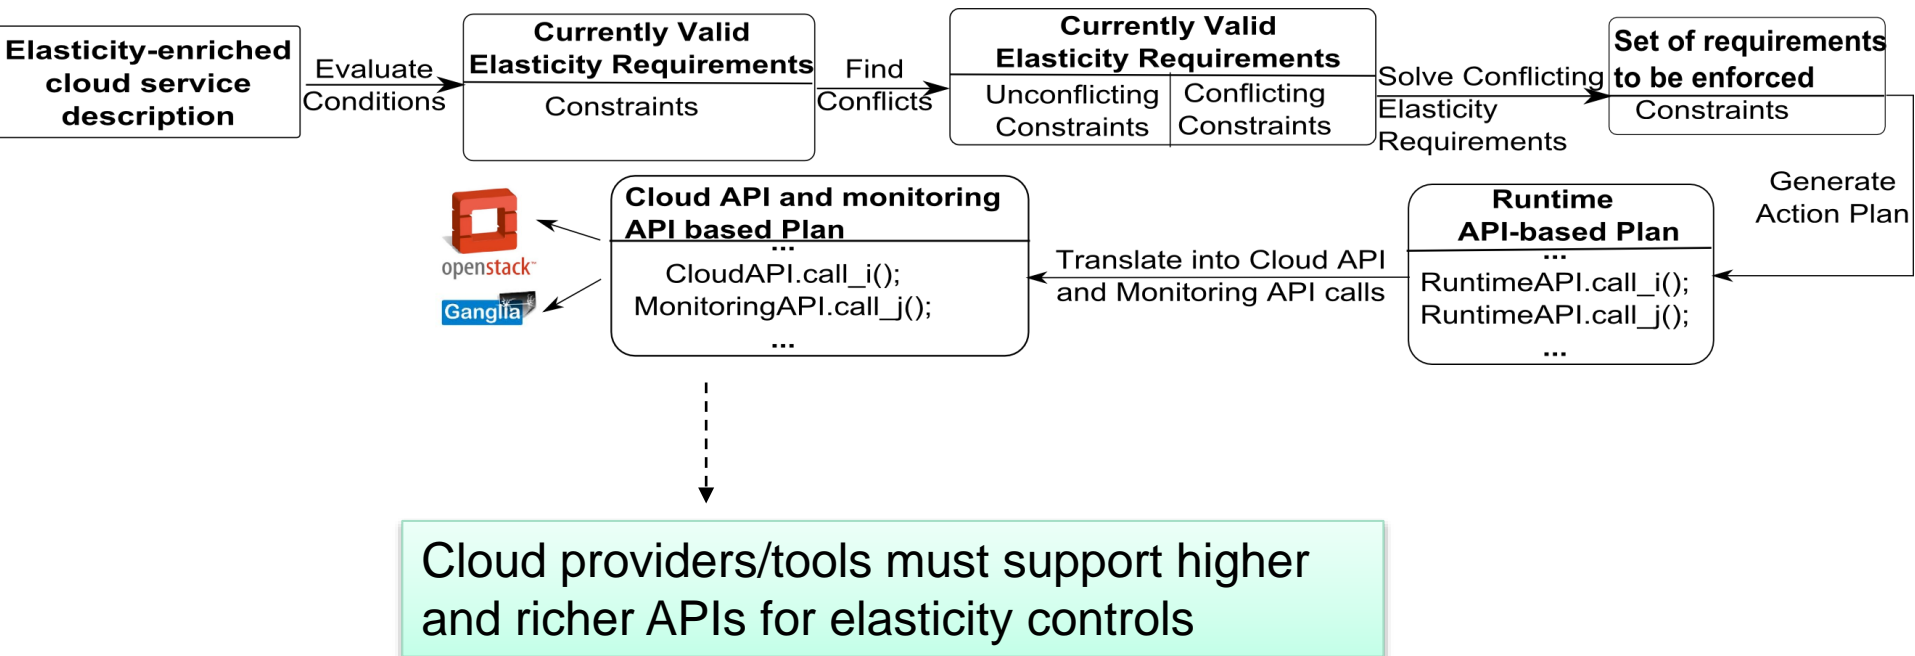 Elasticity-enriched
cloud service
description
Evaluate
Conditions
Currently Valid
Elasticity Requirements
Constraints
Find
Conflicts
Currently Valid
Elasticity Requirements
Unconflicting
Constraints
Conflicting
Constraints
Solve Conflicting
Elasticity
Requirements
Set of requirements
to be enforced
Constraints
Generate
Action Plan
Runtime
API-based Plan
...
RuntimeAPI.call_i();
RuntimeAPI.call_j();
...
Translate into Cloud API
and Monitoring API calls
Cloud API and monitoring
API based Plan
...
CloudAPI.call_i();
MonitoringAPI.call_j();
...
openstack™
Ganglia
Cloud providers/tools must support higher
and richer APIs for elasticity controls